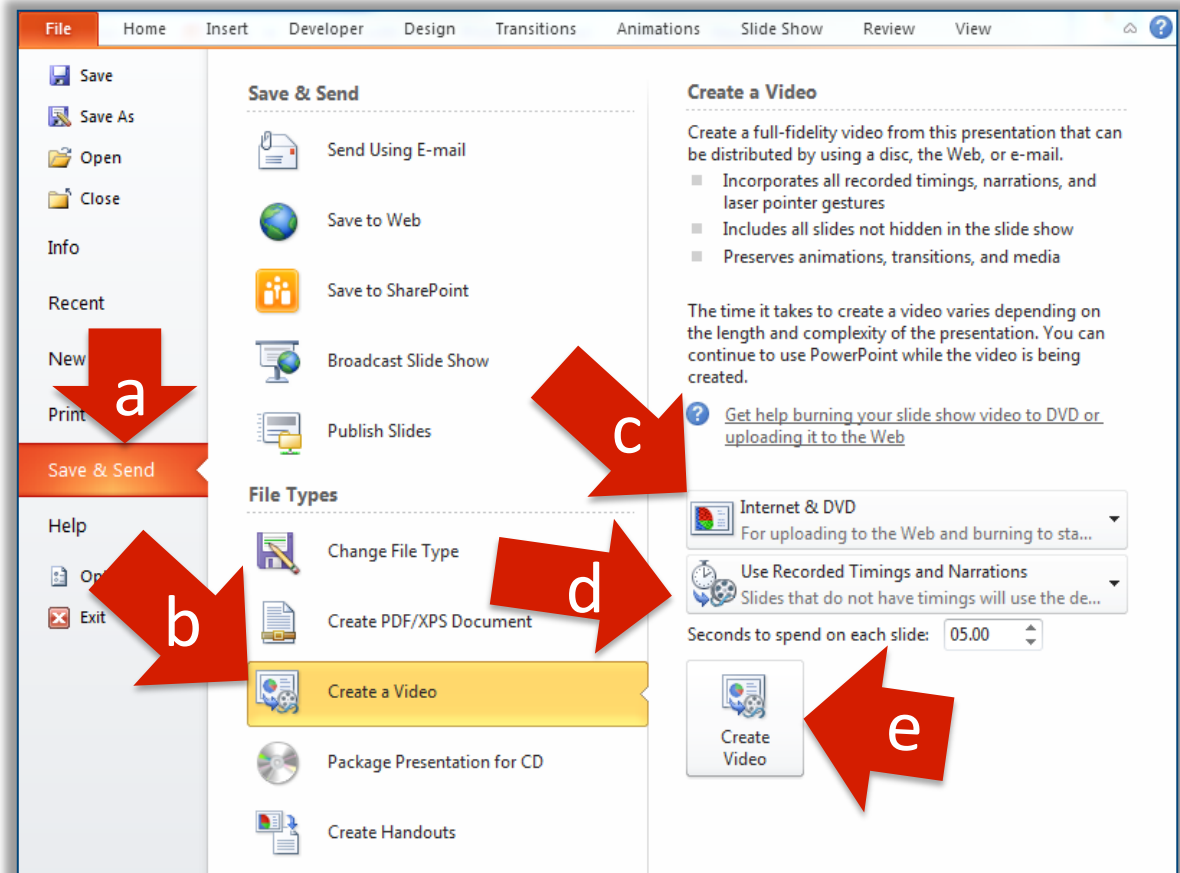 File Home Insert Developer Design Transitions Animations Slide Show Review View
Save
Save As
Open
Close
Info
Recent
New
Print
Save & Send
Help
Exit
a
b
Save & Send
Send Using E-mail
Save to Web
Save to SharePoint
Broadcast Slide Show
Publish Slides
File Types
Change File Type
Create PDF/XPS Document
Create a Video
Package Presentation for CD
Create Handouts
c
d
Create a Video
Create a full-fidelity video from this presentation that can
be distributed by using a disc, the Web, or e-mail.
Incorporates all recorded timings, narrations, and
laser pointer gestures
Includes all slides not hidden in the slide show
Preserves animations, transitions, and media
The time it takes to create a video varies depending on
the length and complexity of the presentation. You can
continue to use PowerPoint while the video is being
created.
Get help burning your slide show video to DVD or
uploading it to the Web
Internet & DVD
For uploading to the Web and burning to sta...
Use Recorded Timings and Narrations
Slides that do not have timings will use the de...
Seconds to spend on each slide: 05.00
Create
Video
e